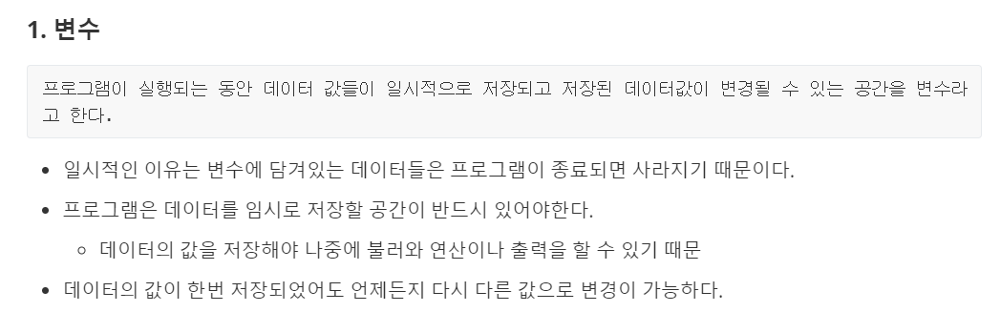 1. 변수
프로그램이 실행되는 동안 데이터 값들이 일시적으로 저장되고 저장된 데이터값이 변경될 수 있는 공간을 변수라
고 한다.
• 일시적인 이유는 변수에 담겨있는 데이터들은 프로그램이 종료되면 사라지기 때문이다.
• 프로그램은 데이터를 임시로 저장할 공간이 반드시 있어야한다.
◦ 데이터의 값을 저장해야 나중에 불러와 연산이나 출력을 할 수 있기 때문
• 데이터의 값이 한번 저장되었어도 언제든지 다시 다른 값으로 변경이 가능하다.